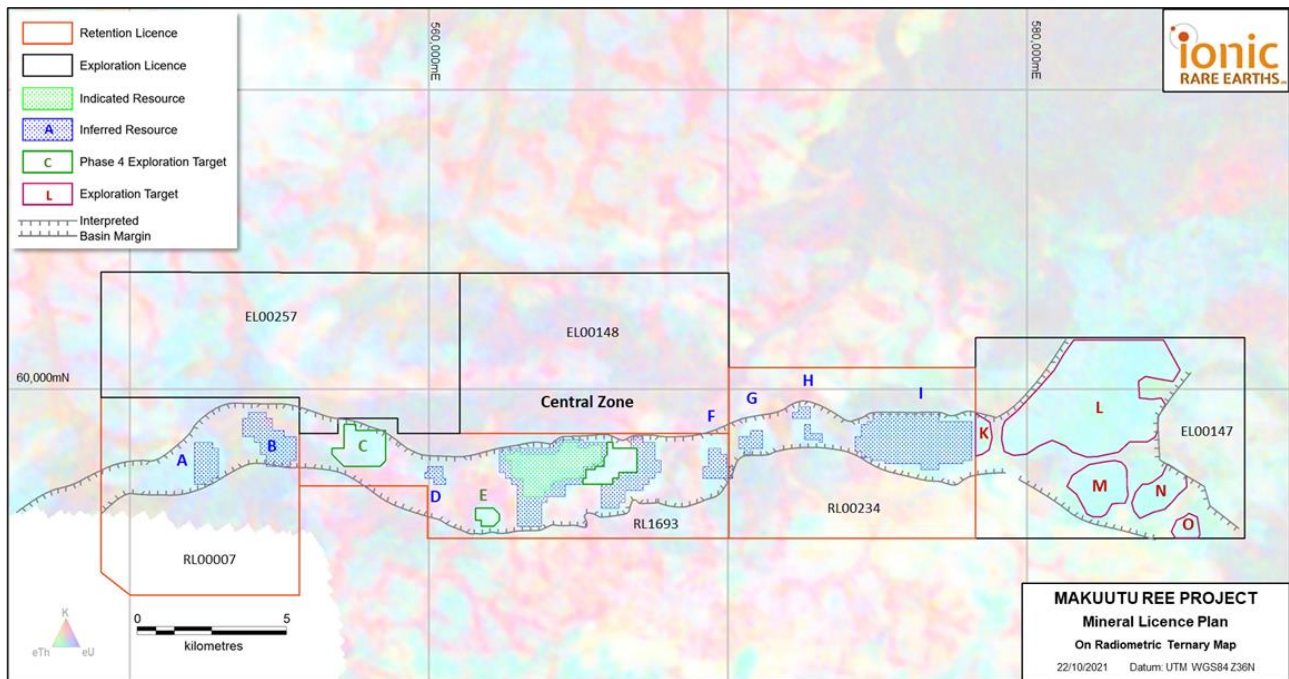 Retention Licence
Exploration Licence
Indicated Resource
A Inferred Resource
C Phase 4 Exploration Target
L Exploration Target
Interpreted
Basin Margin
560,000mE
580,000mE
ionic
RARE EARTHS
60,000mN
EL00257
EL00148
Central Zone
EL00147
RL00007
RL1693
RL00234
A
B
C
D
E
F
G
H
I
K
L
M
N
O
K
eTh
eU
0
5
kilometres
MAKUUTU REE PROJECT
Mineral Licence Plan
On Radiometric Ternary Map
22/10/2021 Datum: UTM WGS84 Z36N